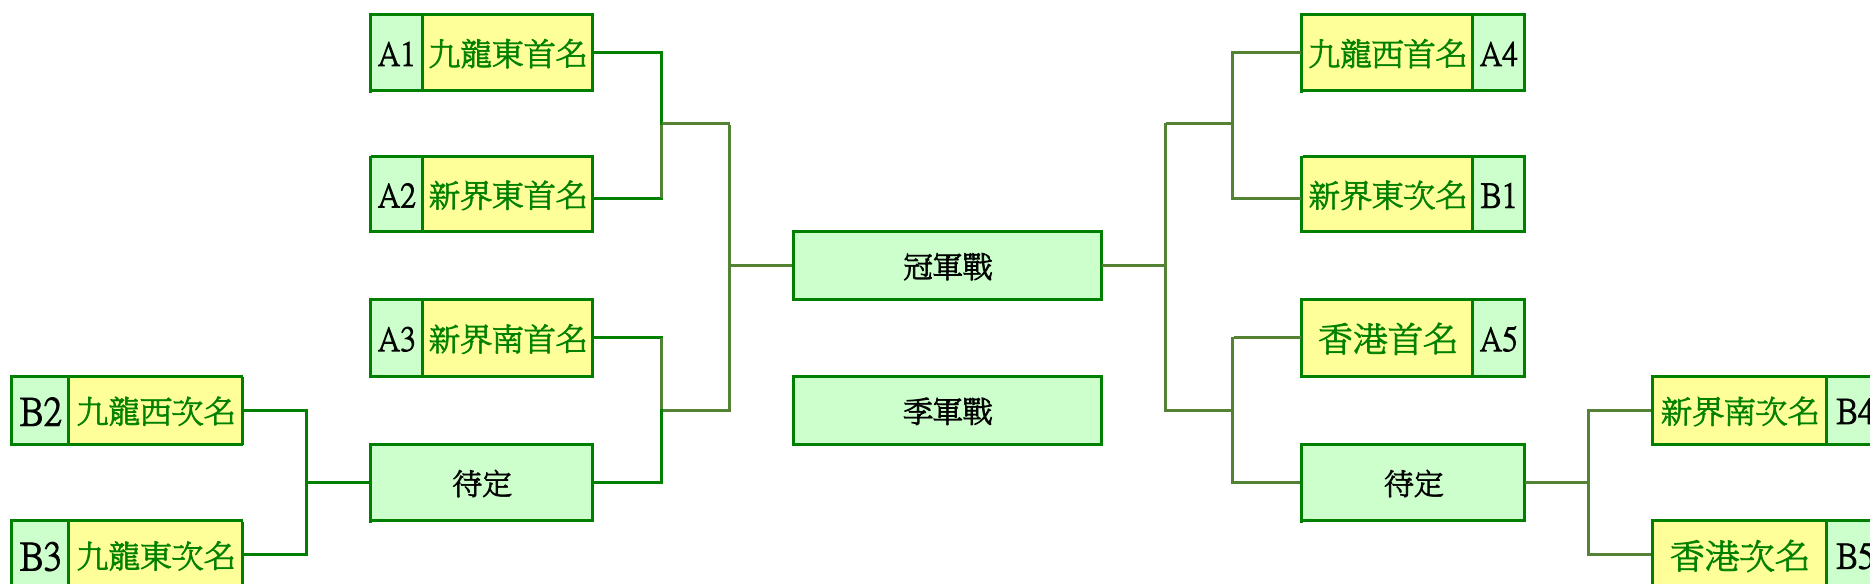 A1 九龍東首名
九龍西首名 A4
A2 新界東首名
新界東次名 B1
冠軍戰
A3 新界南首名
香港首名 A5
季軍戰
B2 九龍西次名
新界南次名 B4
待定
待定
B3 九龍東次名
香港次名 B5